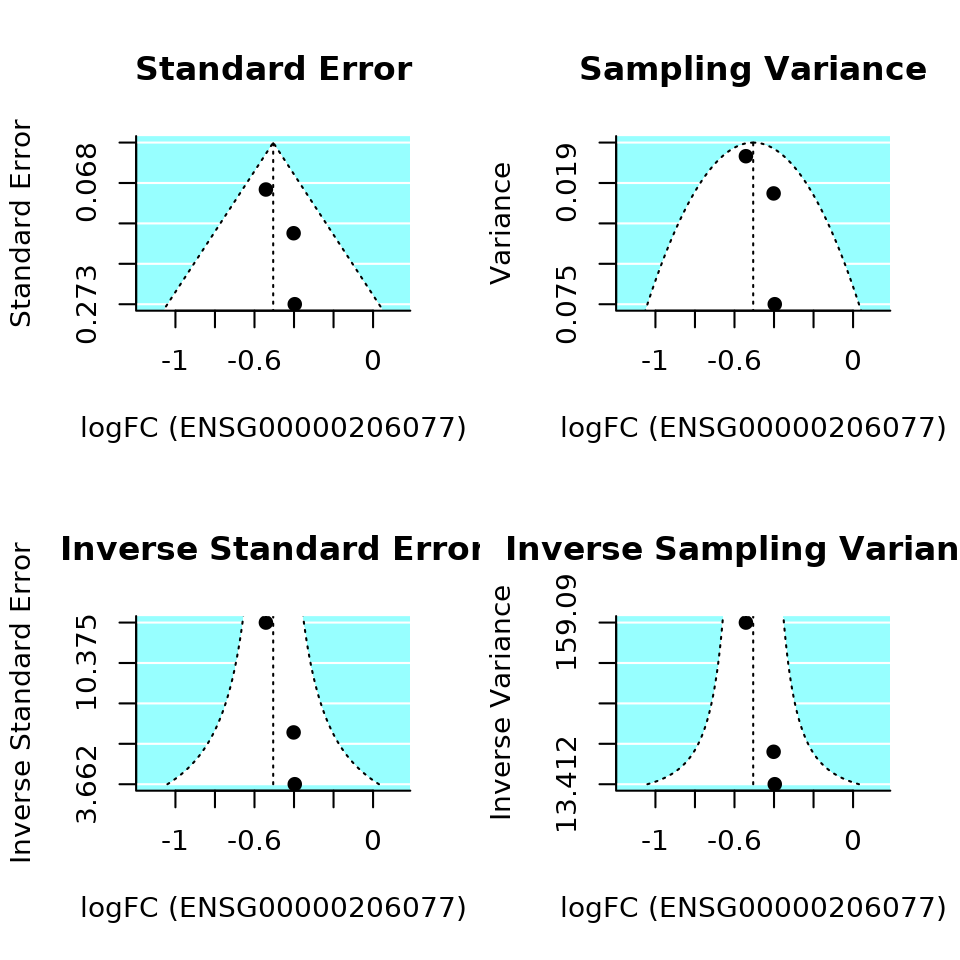 Standard Error
Standard Error
0.068
0.273
-1 -0.6 0
logFC (ENSG00000206077)
Sampling Variance
Variance
0.019
0.075
-1 -0.6 0
logFC (ENSG00000206077)
Inverse Standard Error
Inverse Standard Error
10.375
3.662
-1 -0.6 0
logFC (ENSG00000206077)
Inverse Sampling Varian
Inverse Variance
159.09
13.412
-1 -0.6 0
logFC (ENSG00000206077)